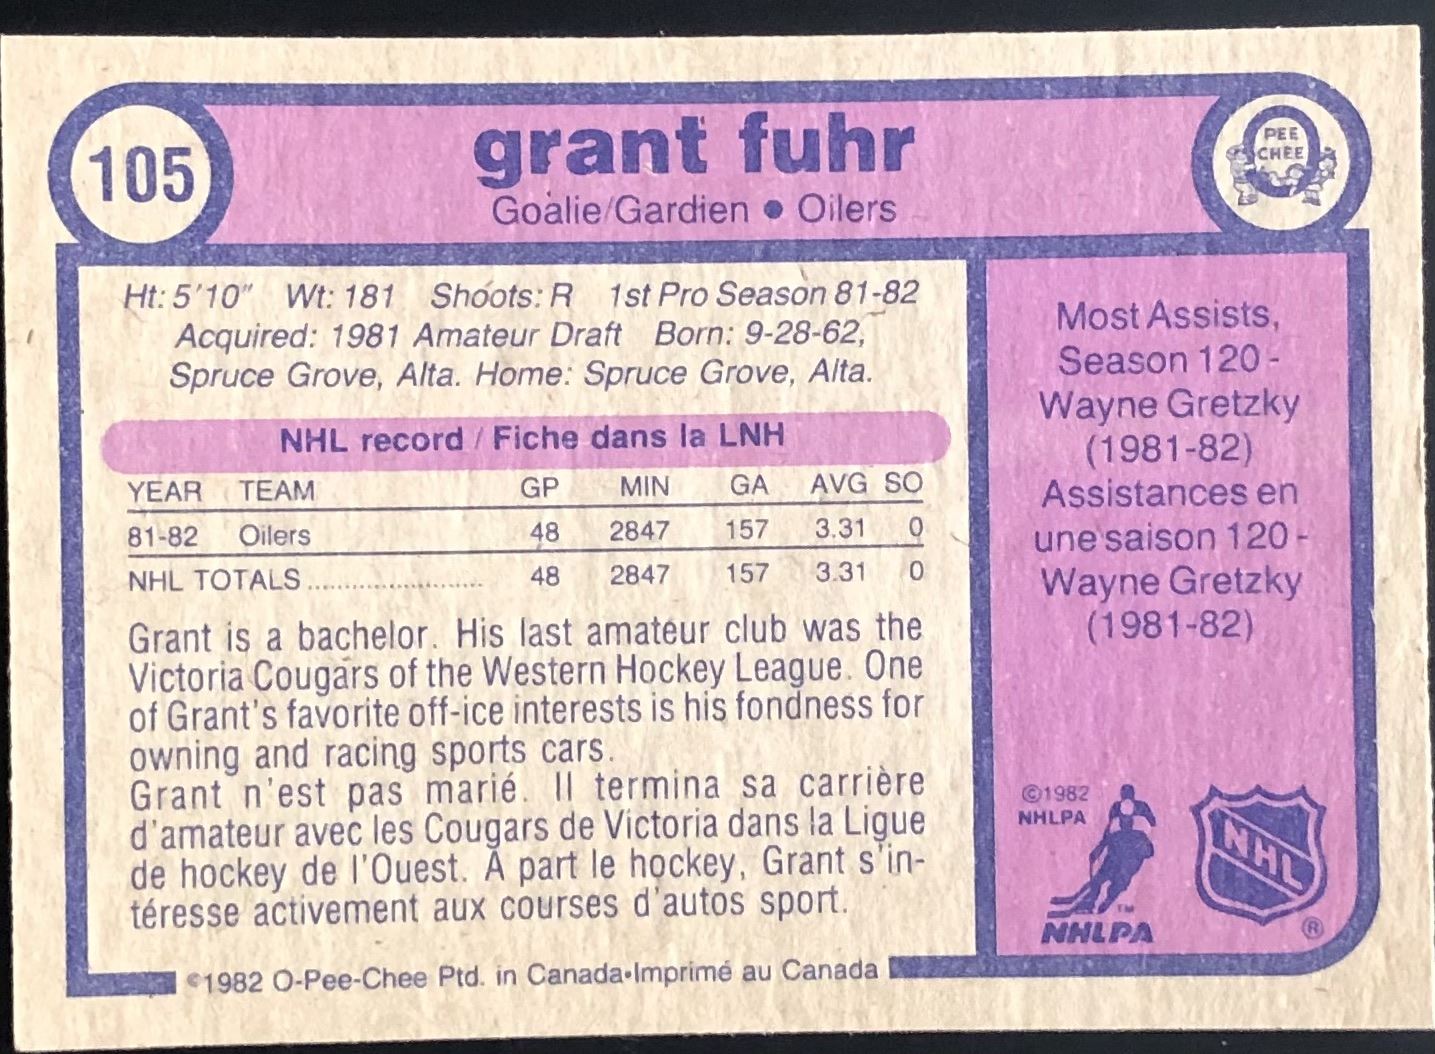 105
grant fuhr
Goalie/Gardien • Oilers
PEE
CHEE
Ht: 5'10" Wt: 181 Shoots: R 1st Pro Season 81-82
Acquired: 1981 Amateur Draft Born: 9-28-62,
Spruce Grove, Alta. Home: Spruce Grove, Alta.
NHL record / Fiche dans la LNH
YEAR TEAM GP MIN GA AVG SO
81-82 Oilers 48 2847 157 3.31 0
NHL TOTALS........................ 48 2847 157 3.31 0
Grant is a bachelor. His last amateur club was the
Victoria Cougars of the Western Hockey League. One
of Grant's favorite off-ice interests is his fondness for
owning and racing sports cars.
Grant n'est pas marié. Il termina sa carrière
d'amateur avec les Cougars de Victoria dans la Ligue
de hockey de l'Ouest. À part le hockey, Grant s'in-
téresse activement aux courses d'autos sport.
©1982 O-Pee-Chee Ptd. in Canada•Imprimé au Canada
Most Assists,
Season 120 -
Wayne Gretzky
(1981-82)
Assistances en
une saison 120 -
Wayne Gretzky
(1981-82)
©1982
NHLPA
TM
NHLPA
NHL
®